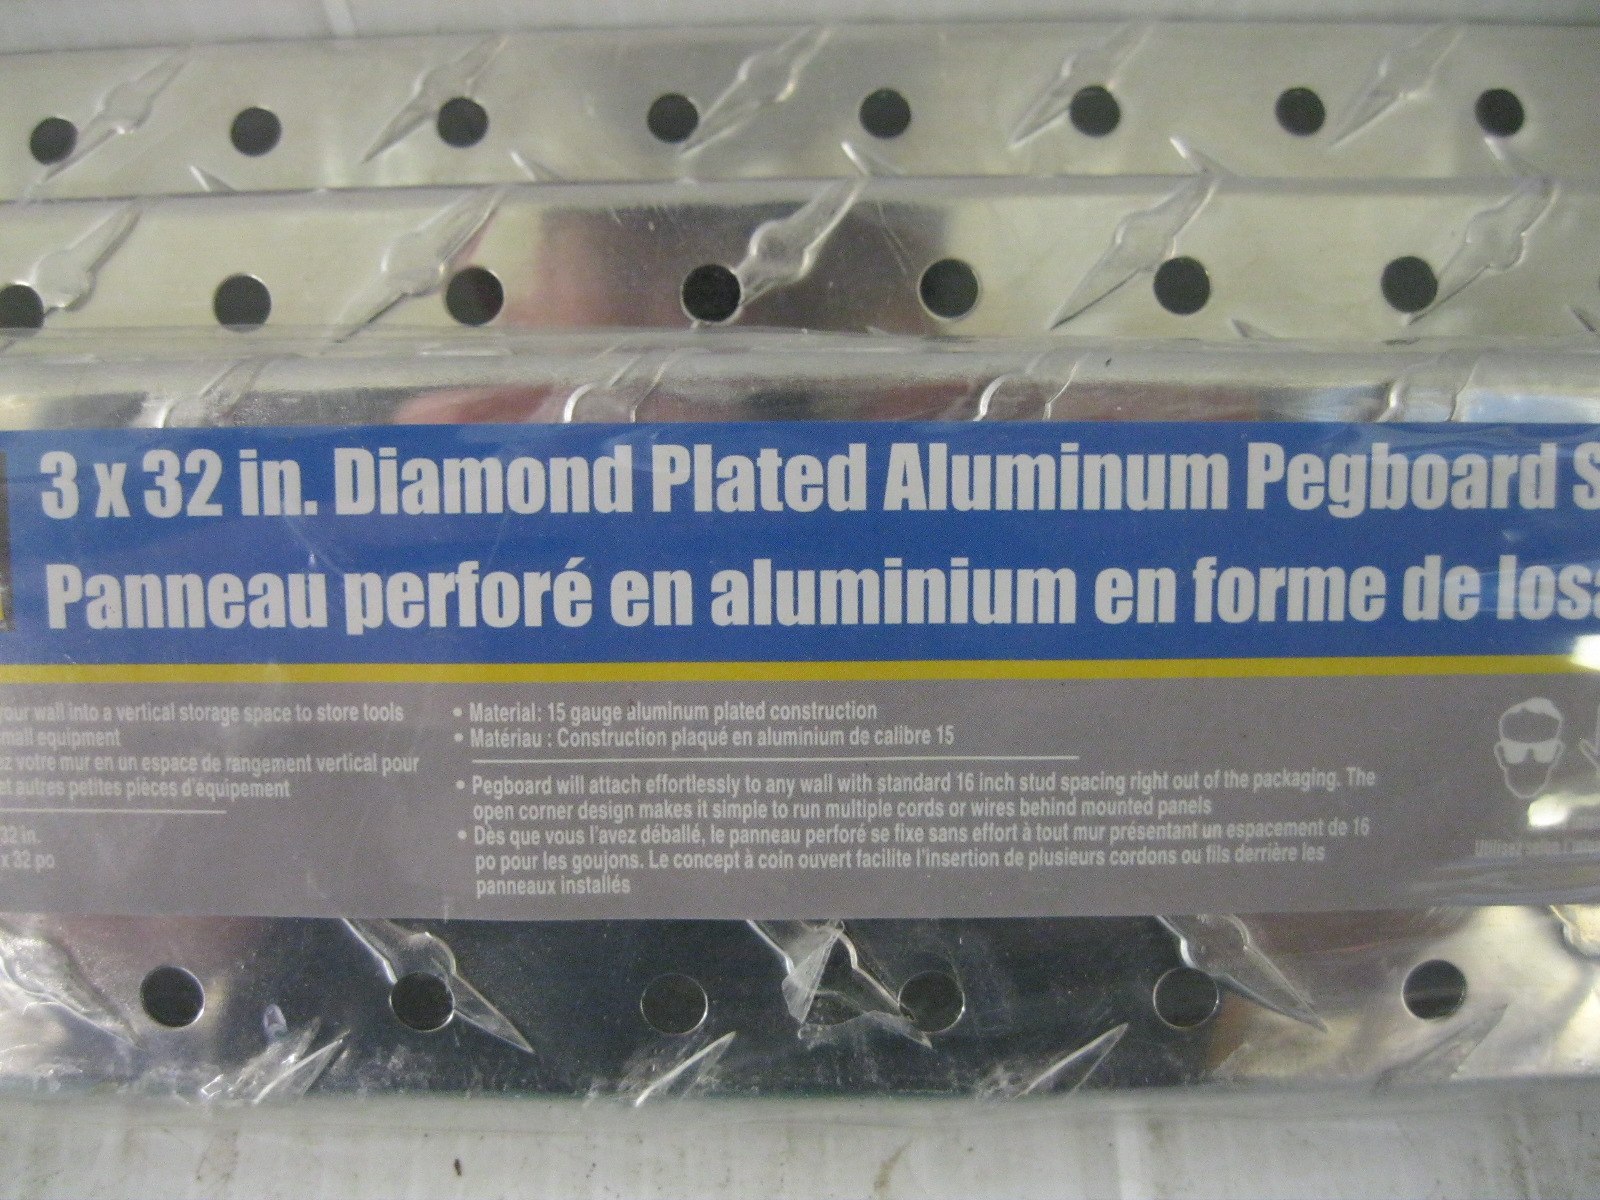 3 x 32 in. Diamond Plated Aluminum Pegboard S
Panneau perforé en aluminium en forme de losa
your wall into a vertical storage space to store tools
mall equipment
ez votre mur en un espace de rangement vertical pour
et autres petites pièces d'équipement
32 in.
x 32 po
• Material: 15 gauge aluminum plated construction
• Matériau : Construction plaqué en aluminium de calibre 15
• Pegboard will attach effortlessly to any wall with standard 16 inch stud spacing right out of the packaging. The
open corner design makes it simple to run multiple cords or wires behind mounted panels
• Dès que vous l'avez déballé, le panneau perforé se fixe sans effort à tout mur présentant un espacement de 16
po pour les goujons. Le concept à coin ouvert facilite l'insertion de plusieurs cordons ou fils derrière les
panneaux installés
Utilisez selon